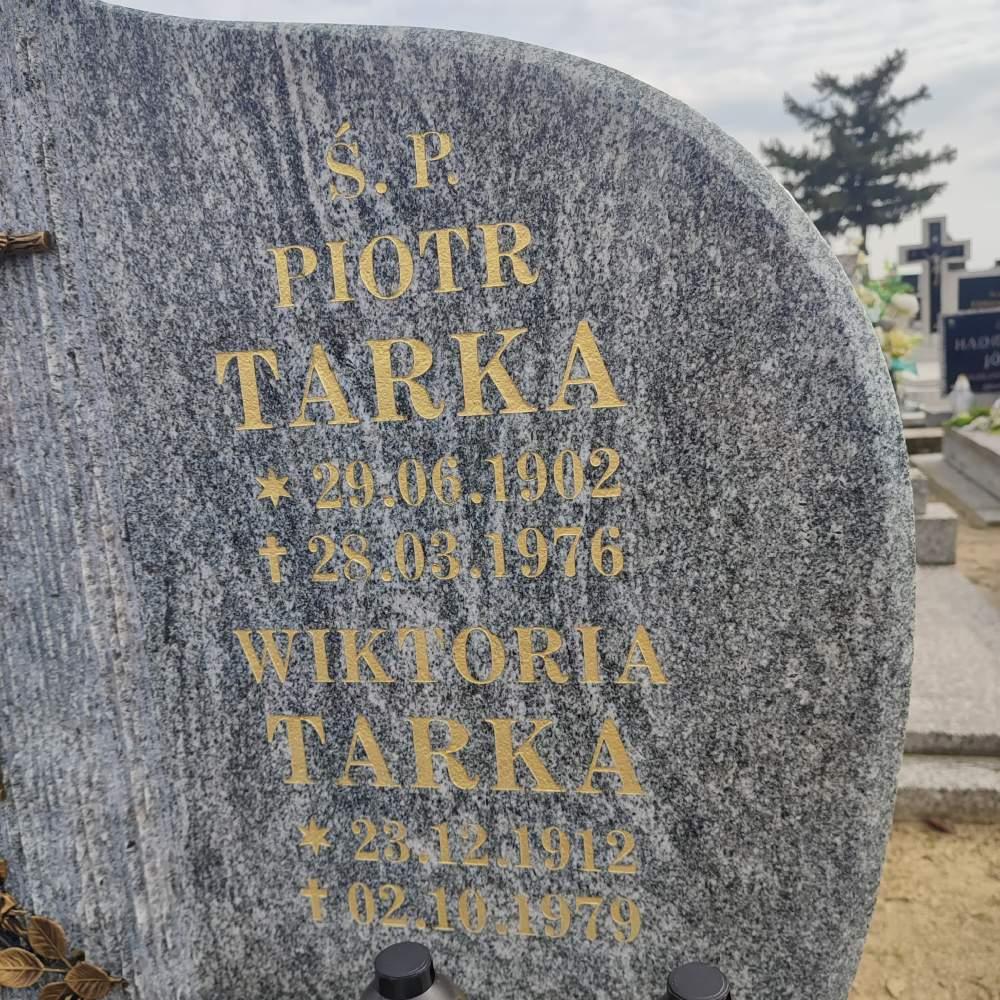 Ś. P.
PIOTR
TARKA
* 29.06.1902
✝ 28.03.1976
WIKTORIA
TARKA
* 23.12.1912
✝ 02.10.1979